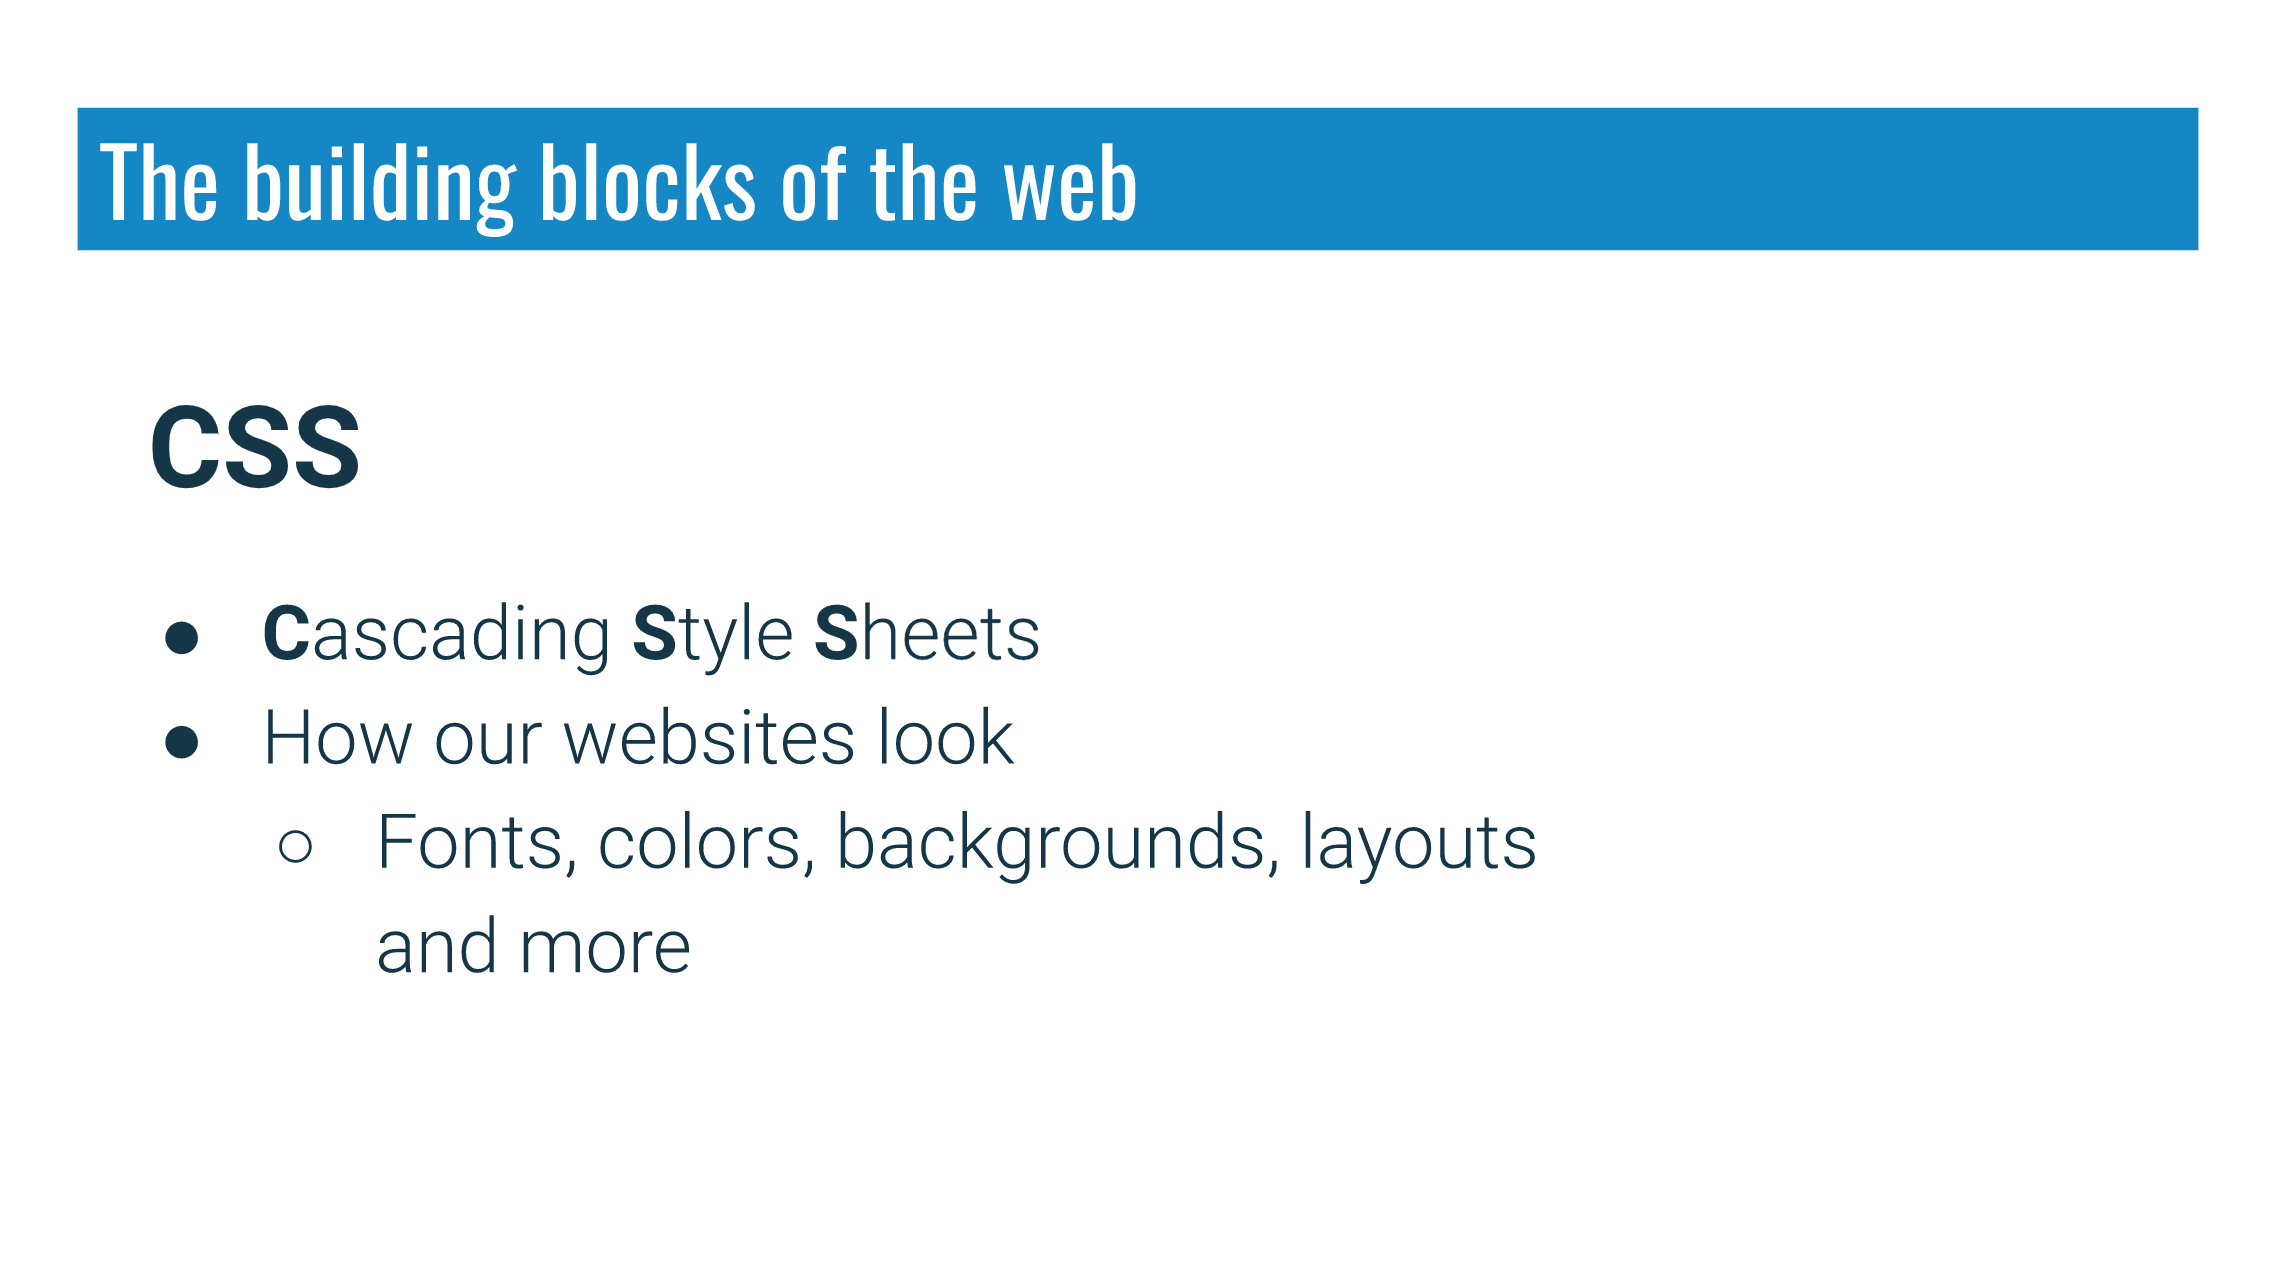 The building blocks of the web
CSS
● Cascading Style Sheets
● How our websites look
○ Fonts, colors, backgrounds, layouts
and more